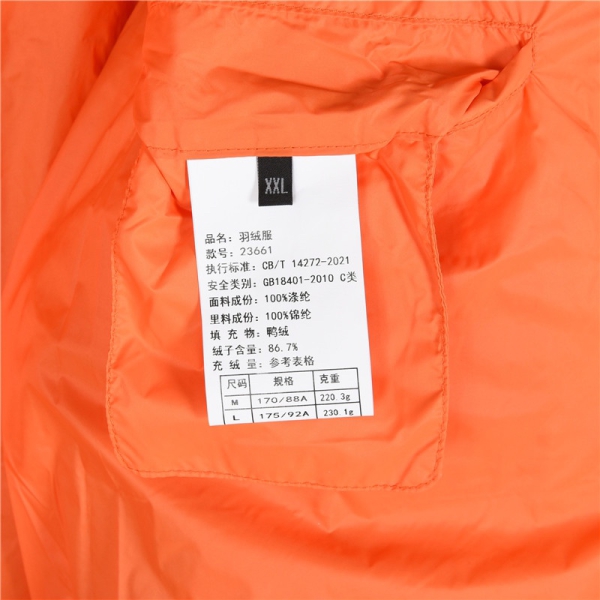 XXL
品名：羽绒服
款号：23661
执行标准：CB/T 14272-2021
安全类别：GB18401-2010 C类
面料成份：100%涤纶
里料成份：100%锦纶
填 充 物：鸭绒
绒子含量：86.7%
充 绒 量：参考表格
尺码 规格 克重
M 170/88A 220.3g
L 175/92A 230.1g